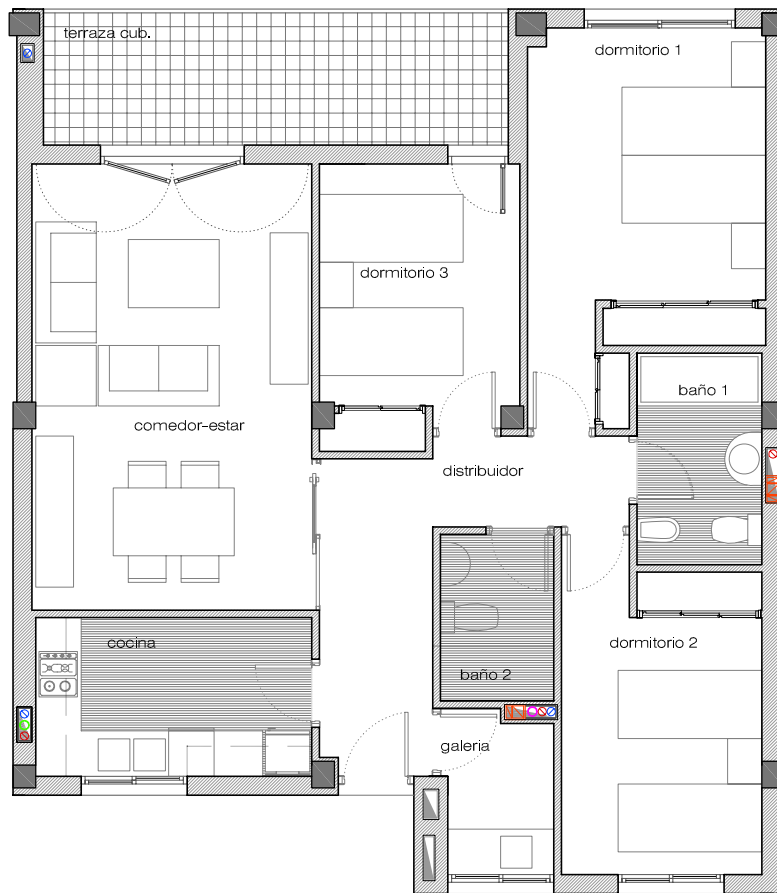 terraza cub.
dormitorio 1
dormitorio 3
baño 1
comedor-estar
distribuidor
cocina
dormitorio 2
baño 2
galeria